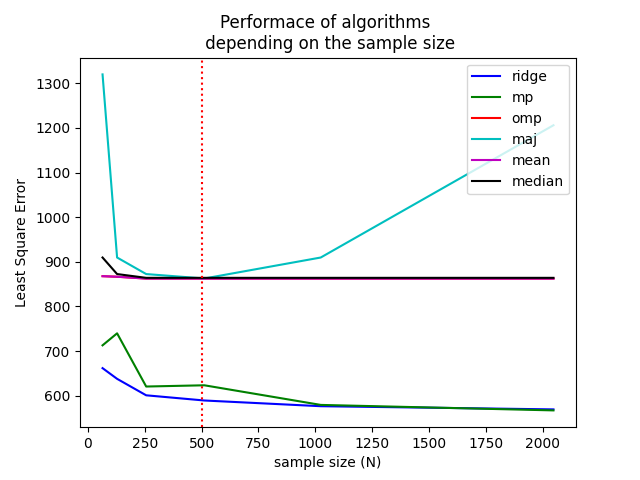 Performace of algorithms
depending on the sample size
Least Square Error
1300
1200
1100
1000
900
800
700
600
ridge
mp
omp
maj
mean
median
0 250 500 750 1000 1250 1500 1750 2000
sample size (N)